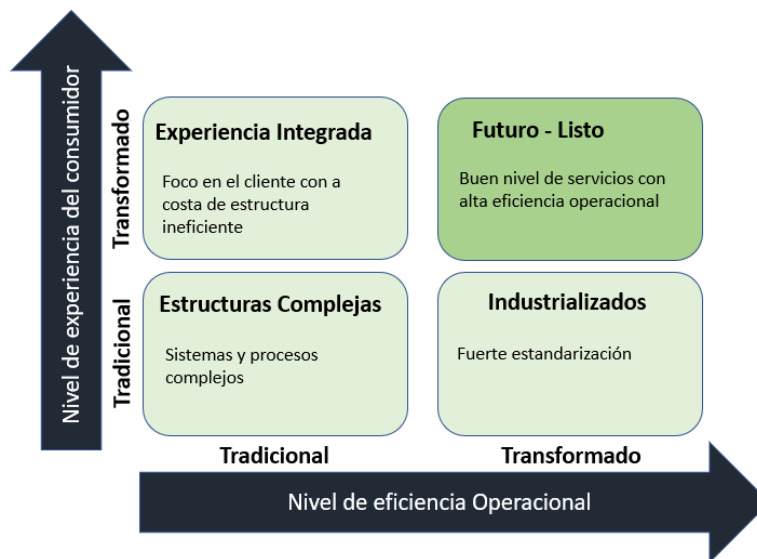 Nivel de experiencia del consumidor
Transformado
Experiencia Integrada
Foco en el cliente con a
costa de estructura
ineficiente
Futuro - Listo
Buen nivel de servicios con
alta eficiencia operacional
Tradicional
Estructuras Complejas
Sistemas y procesos
complejos
Industrializados
Fuerte estandarización
Tradicional
Transformado
Nivel de eficiencia Operacional